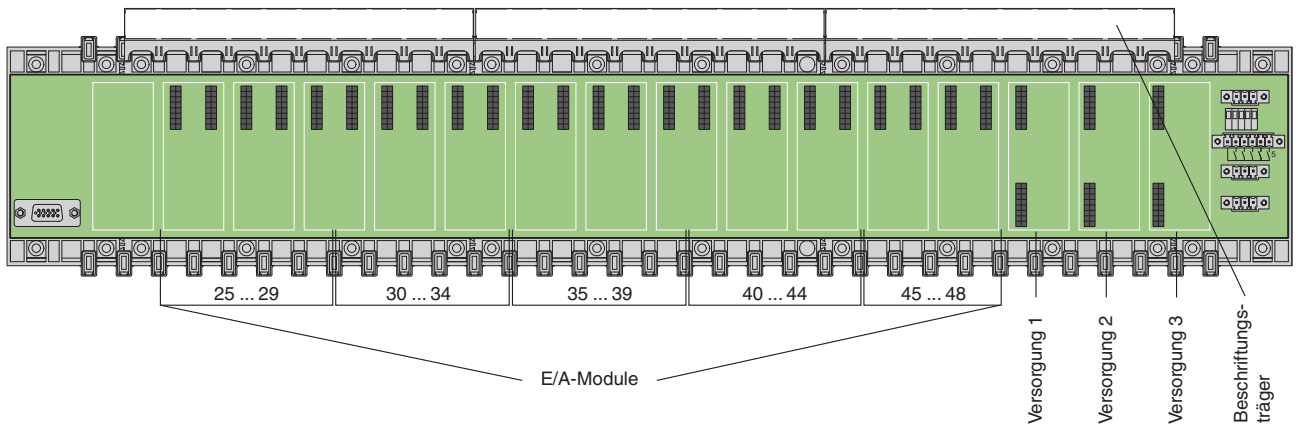 5
25 ... 29
30 ... 34
35 ... 39
40 ... 44
45 ... 48
E/A-Module
Versorgung 1
Versorgung 2
Versorgung 3
Beschriftungs-
träger